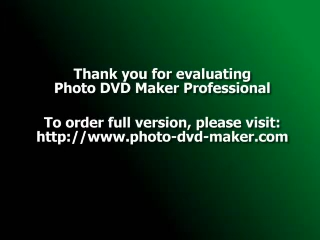 Thank you for evaluating
Photo DVD Maker Professional
To order full version, please visit:
http://www.photo-dvd-maker.com